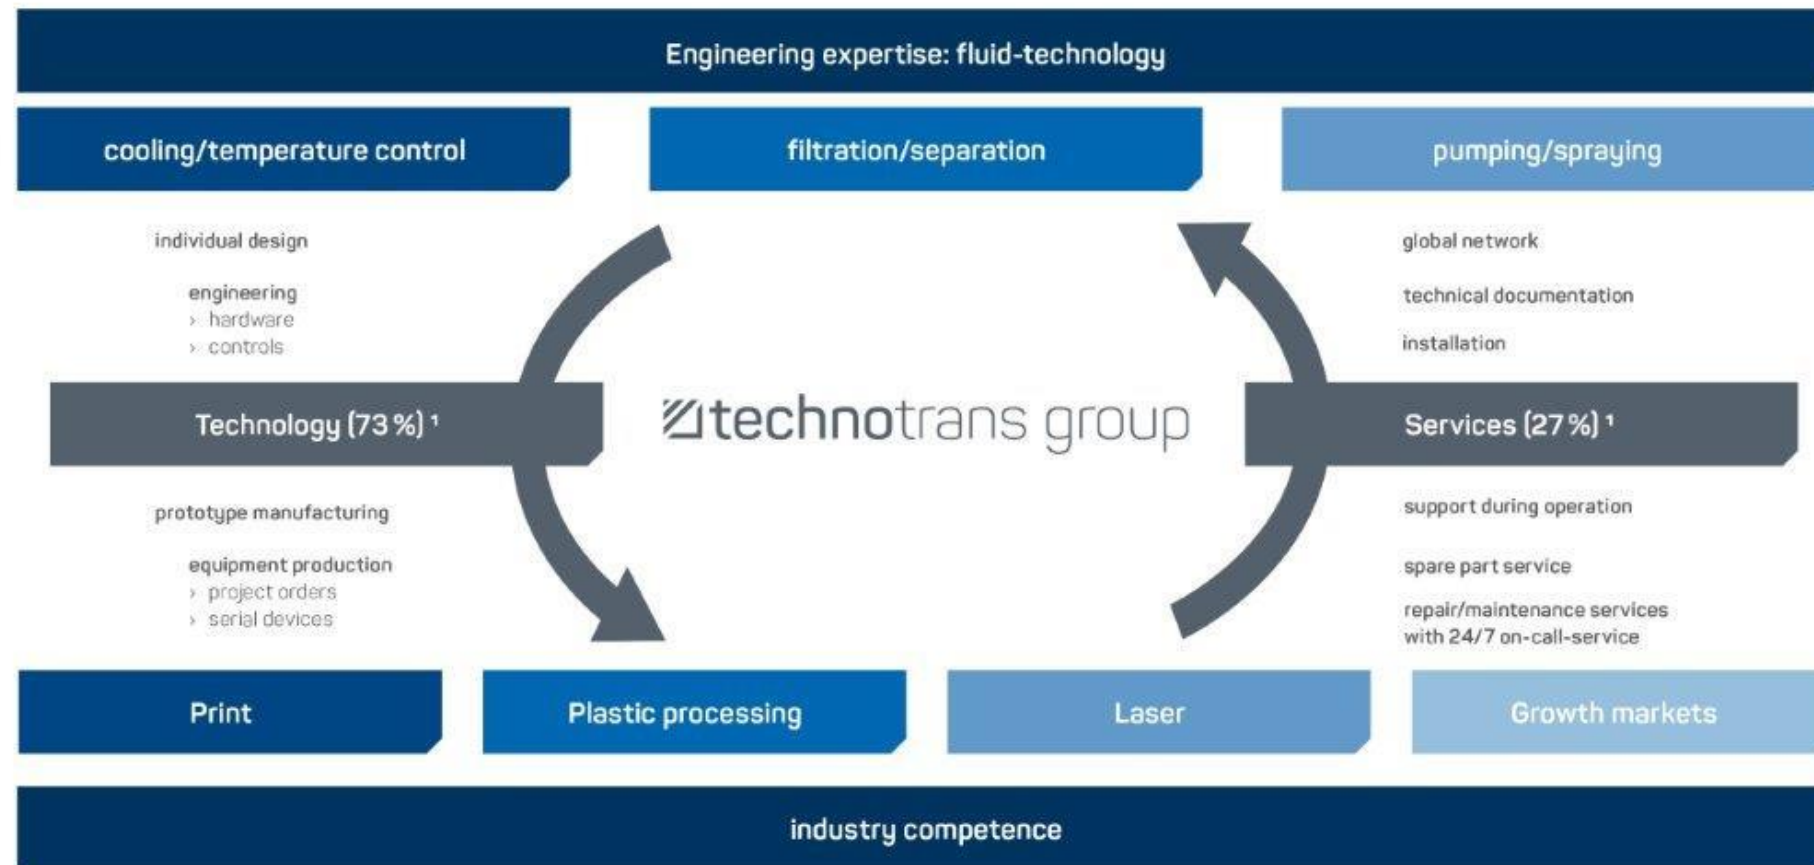 Engineering expertise: fluid-technology
cooling/temperature control
filtration/separation
pumping/spraying
individual design
engineering
› hardware
› controls
Technology (73 %) ¹
prototype manufacturing
equipment production
› project orders
› serial devices
technotrans group
global network
technical documentation
installation
Services (27 %) ¹
support during operation
spare part service
repair/maintenance services
with 24/7 on-call-service
Print
Plastic processing
Laser
Growth markets
industry competence